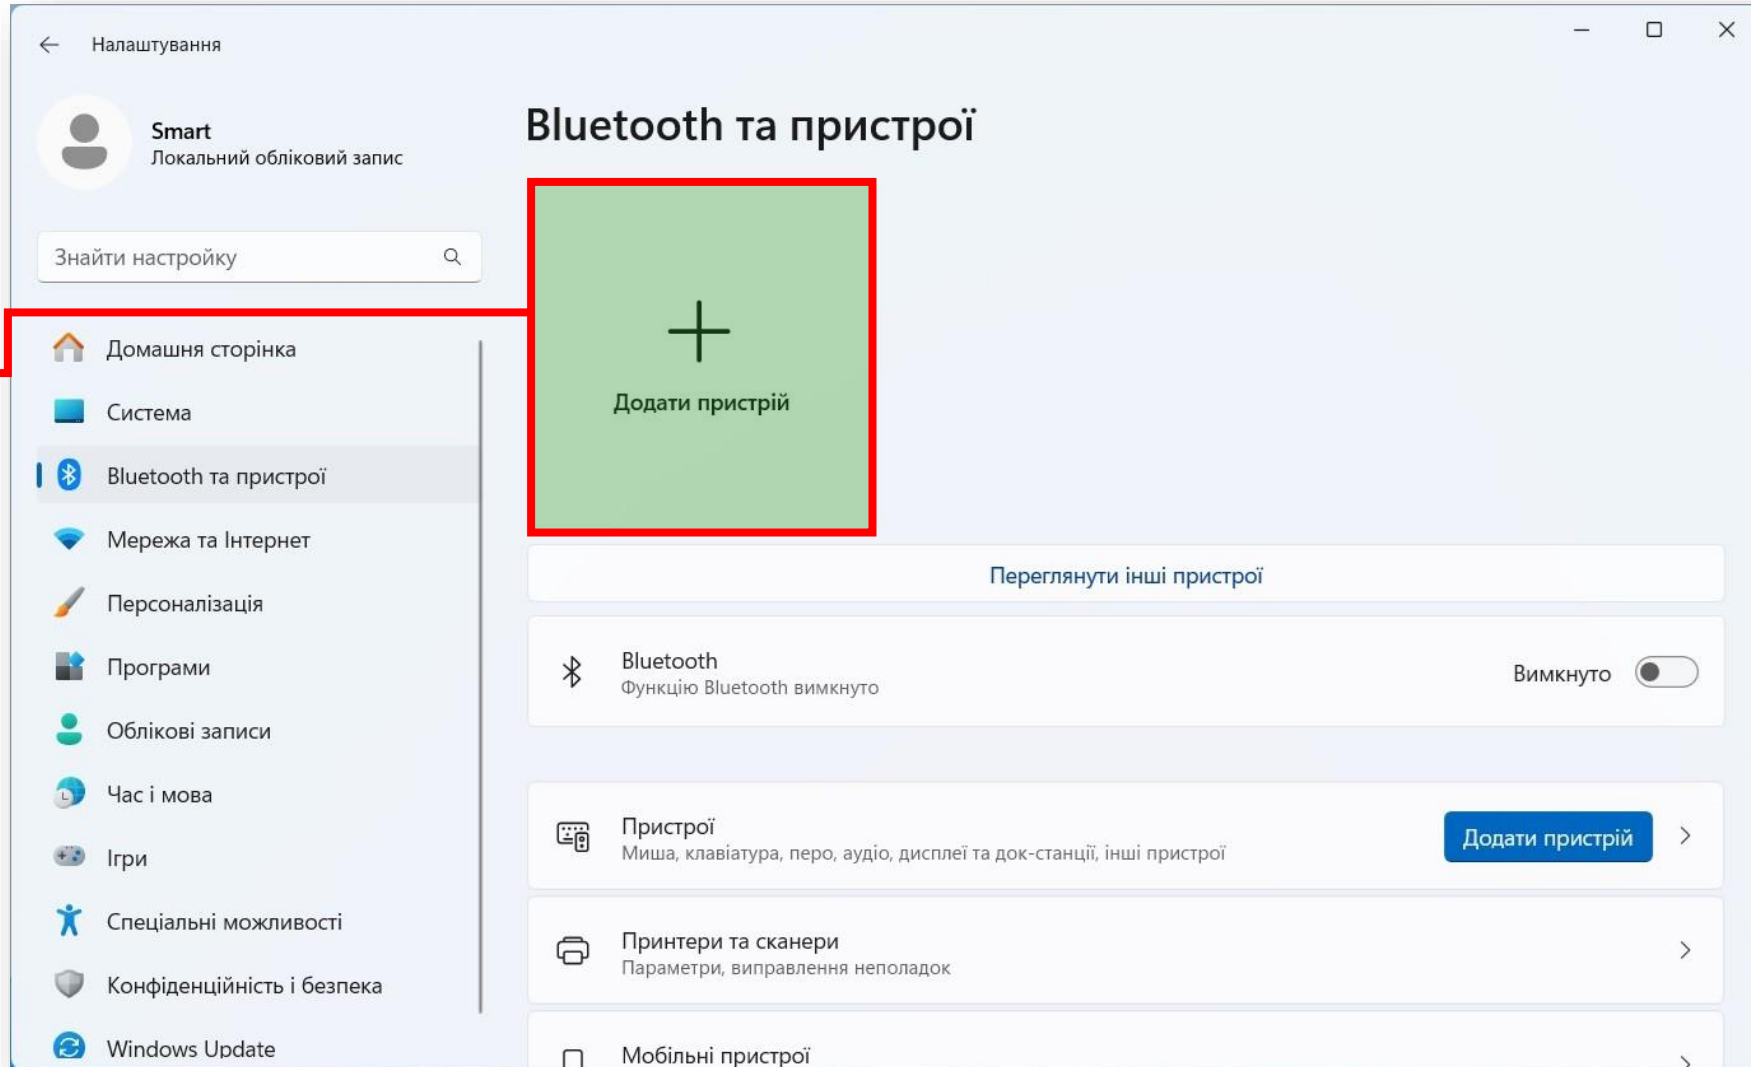 Налаштування
Smart
Локальний обліковий запис
Знайти настройку
Домашня сторінка
Система
Bluetooth та пристрої
Мережа та Інтернет
Персоналізація
Програми
Облікові записи
Час і мова
Ігри
Спеціальні можливості
Конфіденційність і безпека
Windows Update
Bluetooth та пристрої
Додати пристрій
Переглянути інші пристрої
Bluetooth
Функцію Bluetooth вимкнуто
Вимкнуто
Пристрої
Миша, клавіатура, перо, аудіо, дисплеї та док-станції, інші пристрої
Додати пристрій
Принтери та сканери
Параметри, виправлення неполадок
Мобільні пристрої